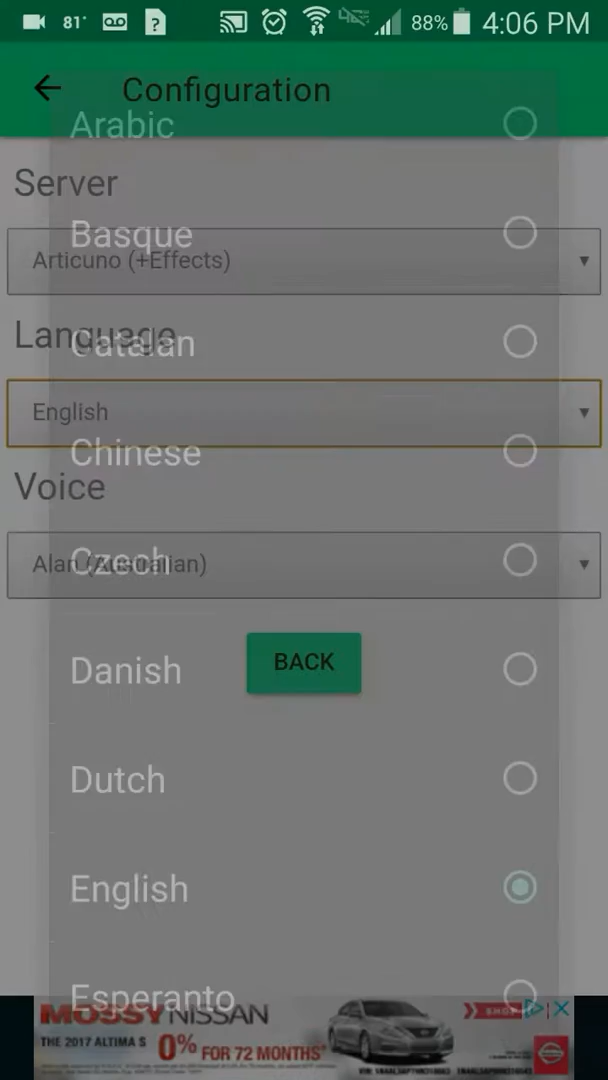 81°
88%
4:06 PM
Configuration
Arabic
Server
Basque
Articuno (+Effects)
Language
Catalan
English
Chinese
Voice
Czech
Alan (Australian)
Danish
BACK
Dutch
English
Esperanto
MOSSY NISSAN
SHOP
THE 2017 ALTIMA S 0% FOR 72 MONTHS*